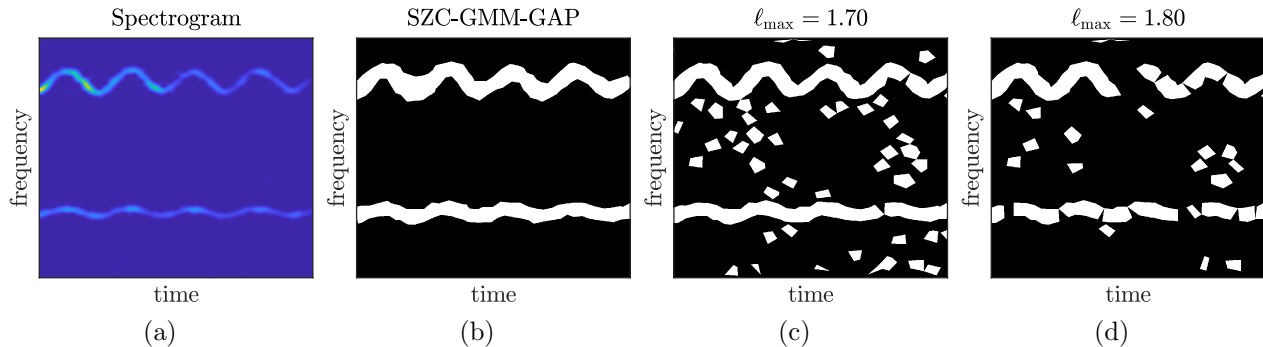 Spectrogram
frequency
time
(a)
SZC-GMM-GAP
frequency
time
(b)
ℓmax = 1.70
frequency
time
(c)
ℓmax = 1.80
frequency
time
(d)